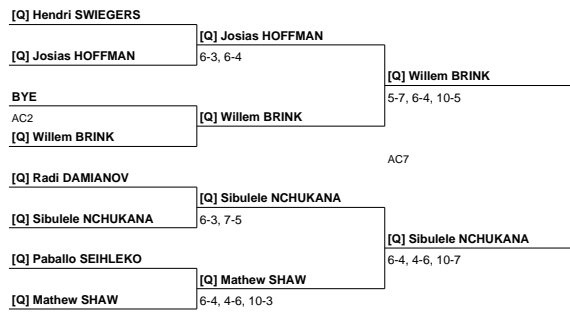 [Q] Hendri SWIEGERS
[Q] Josias HOFFMAN
[Q] Josias HOFFMAN
6-3, 6-4
[Q] Willem BRINK
5-7, 6-4, 10-5
BYE
AC2
[Q] Willem BRINK
[Q] Willem BRINK
AC7
[Q] Radi DAMIANOV
[Q] Sibulele NCHUKANA
[Q] Sibulele NCHUKANA
6-3, 7-5
[Q] Sibulele NCHUKANA
6-4, 4-6, 10-7
[Q] Paballo SEIHLEKO
[Q] Mathew SHAW
[Q] Mathew SHAW
6-4, 4-6, 10-3